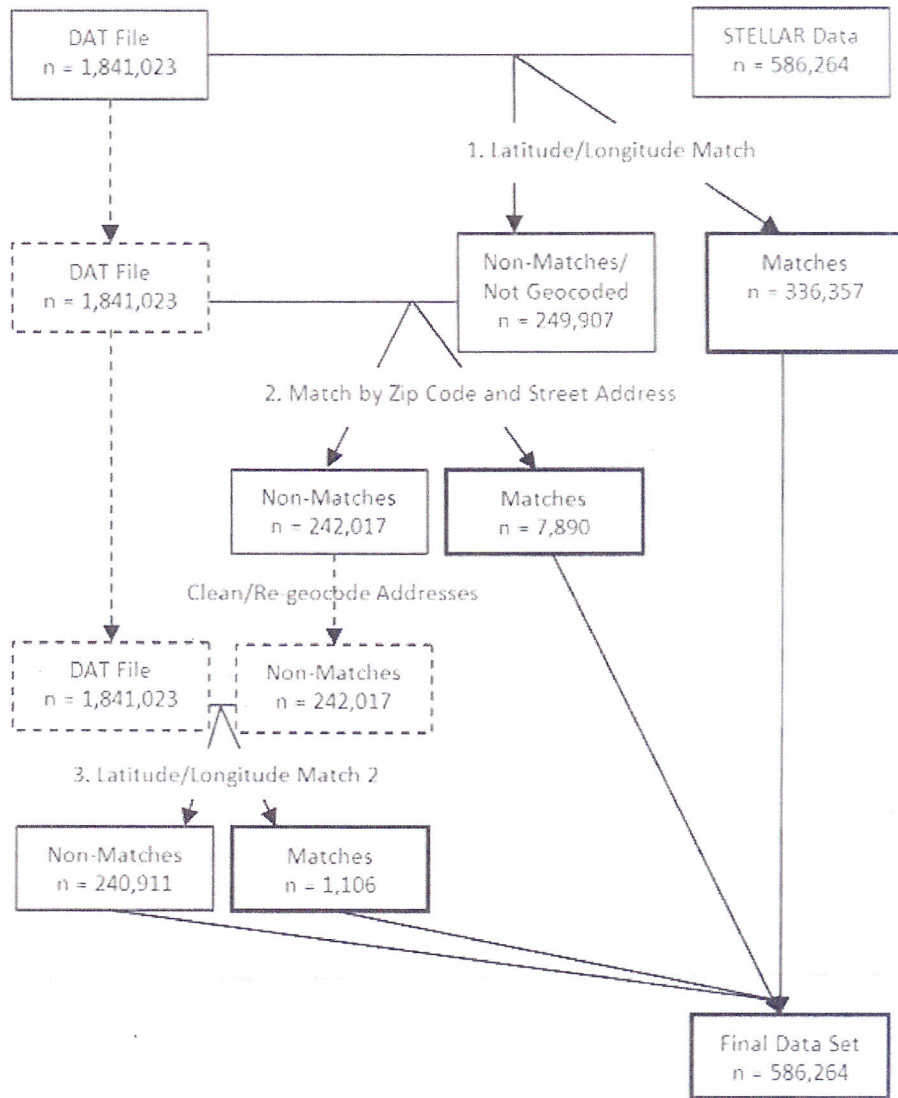 DAT File
n = 1,841,023
STELLAR Data
n = 586,264
1. Latitude/Longitude Match
DAT File
n = 1,841,023
Non-Matches/
Not Geocoded
n = 249,907
Matches
n = 336,357
2. Match by Zip Code and Street Address
Non-Matches
n = 242,017
Matches
n = 7,890
Clean/Re-geocode Addresses
DAT File
n = 1,841,023
Non-Matches
n = 242,017
3. Latitude/Longitude Match 2
Non-Matches
n = 240,911
Matches
n = 1,106
Final Data Set
n = 586,264